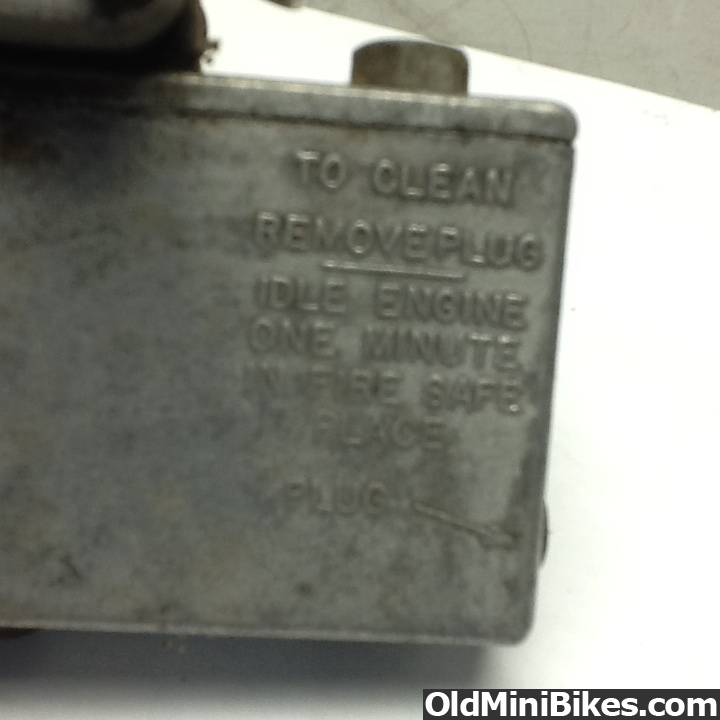 TO CLEAN
REMOVE PLUG
IDLE ENGINE
ONE MINUTE
IN FIRE SAFE
PLACE
PLUG
OldMiniBikes.com